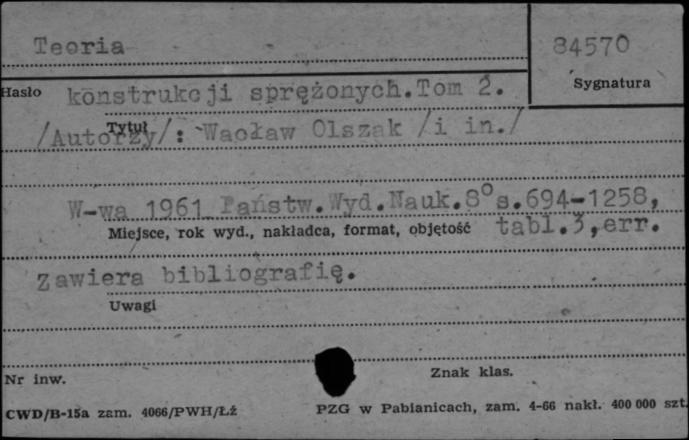 Teoria
84570
Hasło
konstrukcji sprężonych.Tom 2.
Sygnatura
Tytuł
/Autorzy/: Wacław Olszak /i in./
W-wa 1961 Państw.Wyd.Nauk.8° s.694-1258,
Miejsce, rok wyd., nakładca, format, objętość
tabl.3,err.
Zawiera bibliografię.
Uwagi
Nr inw.
Znak klas.
CWD/B-15a zam. 4066/PWH/Łż
PZG w Pabianicach, zam. 4-66 nakł. 400 000 szt.